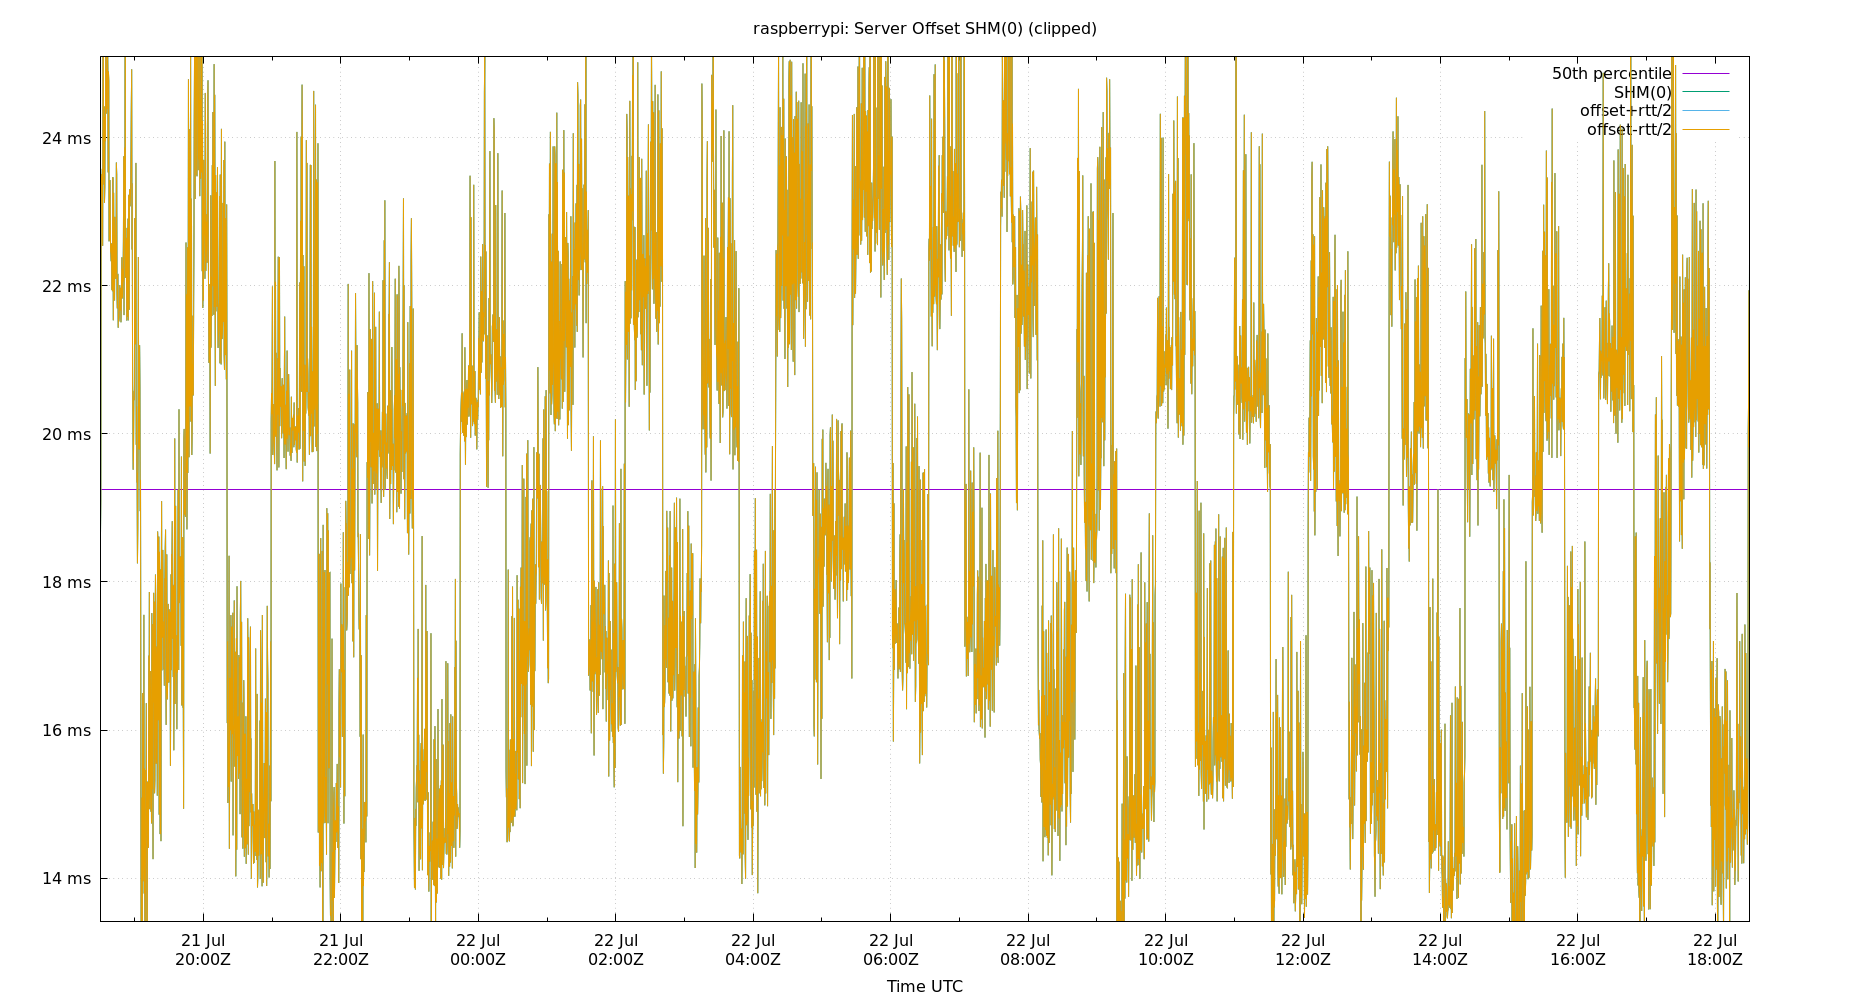 raspberrypi: Server Offset SHM(0) (clipped)
50th percentile
SHM(0)
offset+rtt/2
offset-rtt/2
24 ms
22 ms
20 ms
18 ms
16 ms
14 ms
21 Jul 21 Jul 22 Jul 22 Jul 22 Jul 22 Jul 22 Jul 22 Jul 22 Jul 22 Jul 22 Jul 22 Jul
20:00Z 22:00Z 00:00Z 02:00Z 04:00Z 06:00Z 08:00Z 10:00Z 12:00Z 14:00Z 16:00Z 18:00Z
Time UTC